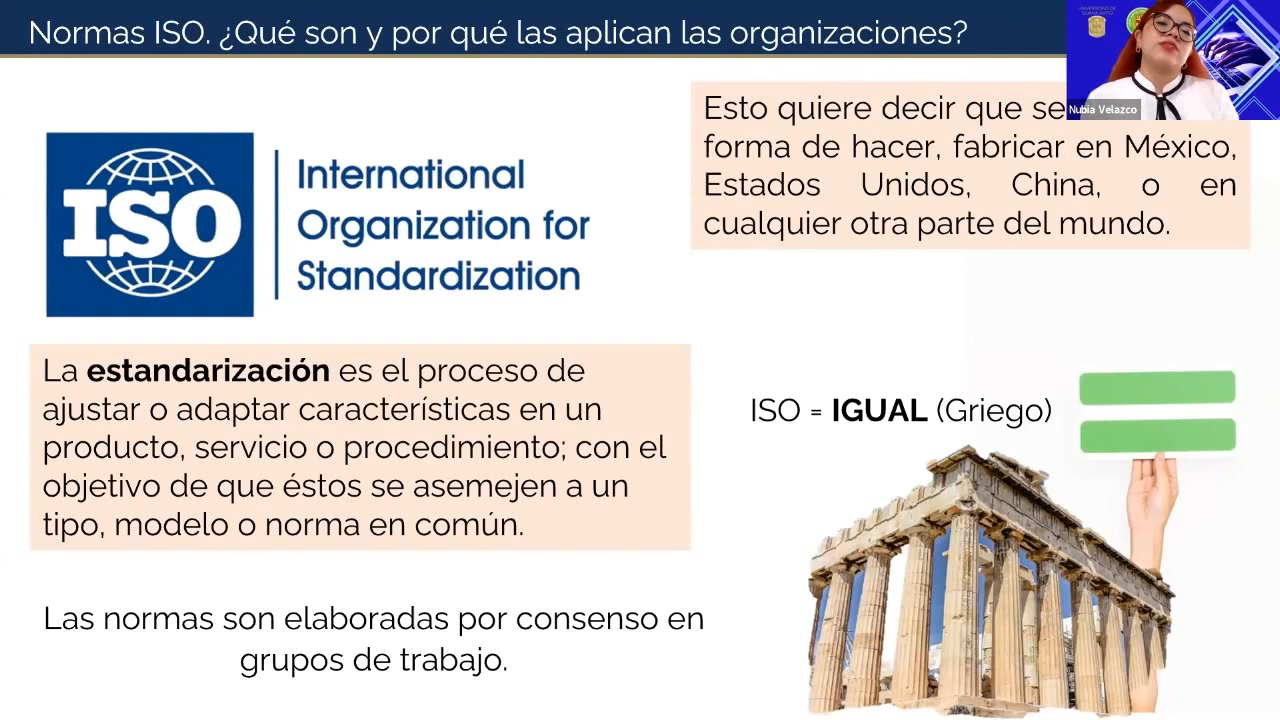 Normas ISO. ¿Qué son y por qué las aplican las organizaciones?
UNIVERSIDAD DE
GUANAJUATO
Nubia Velazco
Esto quiere decir que se
forma de hacer, fabricar en México,
Estados Unidos, China, o en
cualquier otra parte del mundo.
ISO
International
Organization for
Standardization
La estandarización es el proceso de
ajustar o adaptar características en un
producto, servicio o procedimiento; con el
objetivo de que éstos se asemejen a un
tipo, modelo o norma en común.
ISO = IGUAL (Griego)
Las normas son elaboradas por consenso en
grupos de trabajo.